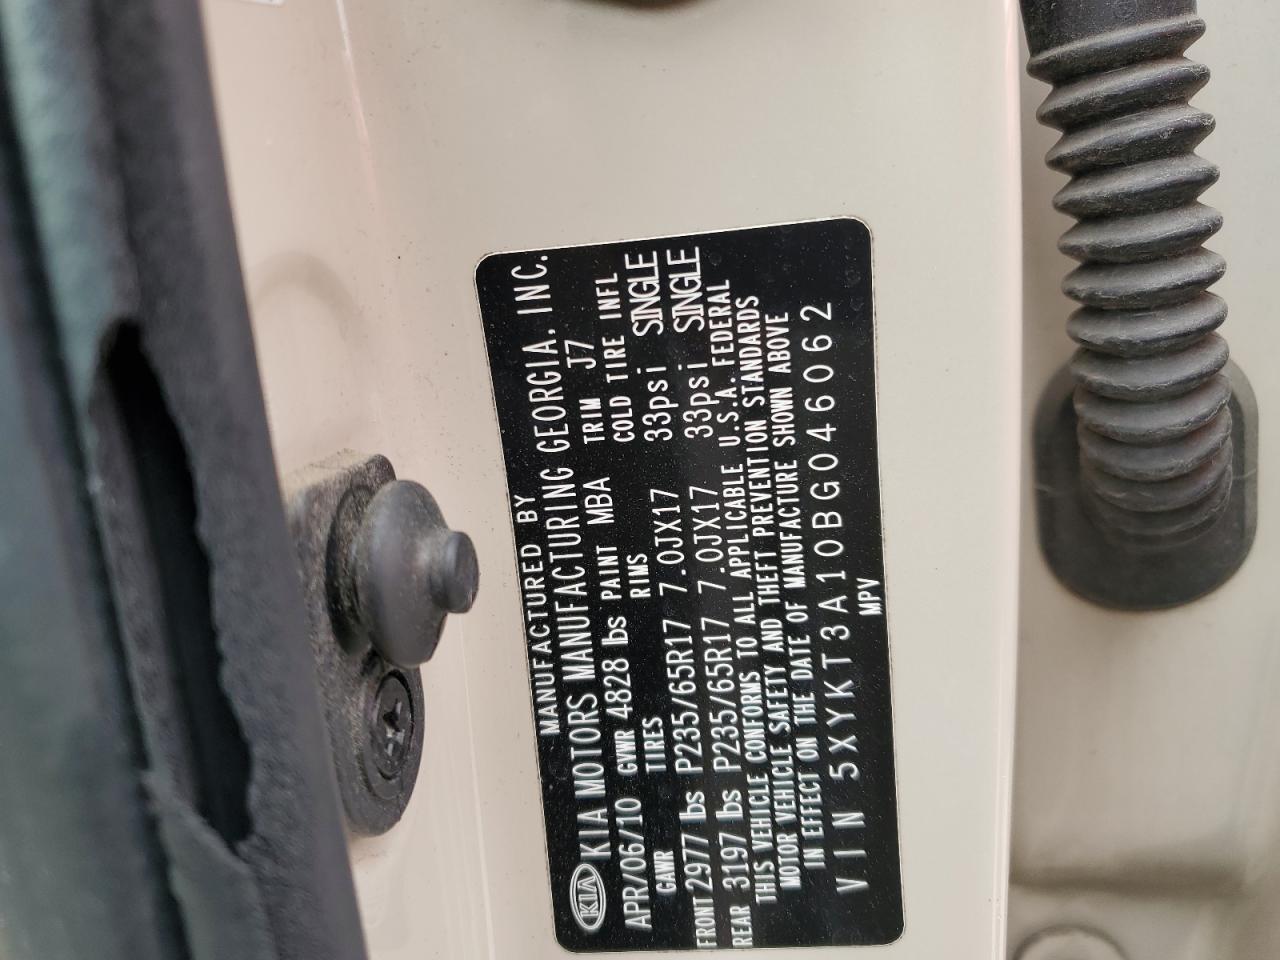 MANUFACTURED BY
KIA KIA MOTORS MANUFACTURING GEORGIA, INC.
APR/06/10 GVWR 4828 lbs PAINT MBA TRIM J7
GAWR TIRES RIMS COLD TIRE INFL
FRONT 2977 lbs P235/65R17 7.0JX17 33psi SINGLE
REAR 3197 lbs P235/65R17 7.0JX17 33psi SINGLE
THIS VEHICLE CONFORMS TO ALL APPLICABLE U.S.A. FEDERAL
MOTOR VEHICLE SAFETY AND THEFT PREVENTION STANDARDS
IN EFFECT ON THE DATE OF MANUFACTURE SHOWN ABOVE
VIN 5XYKT3A10BG046062
MPV